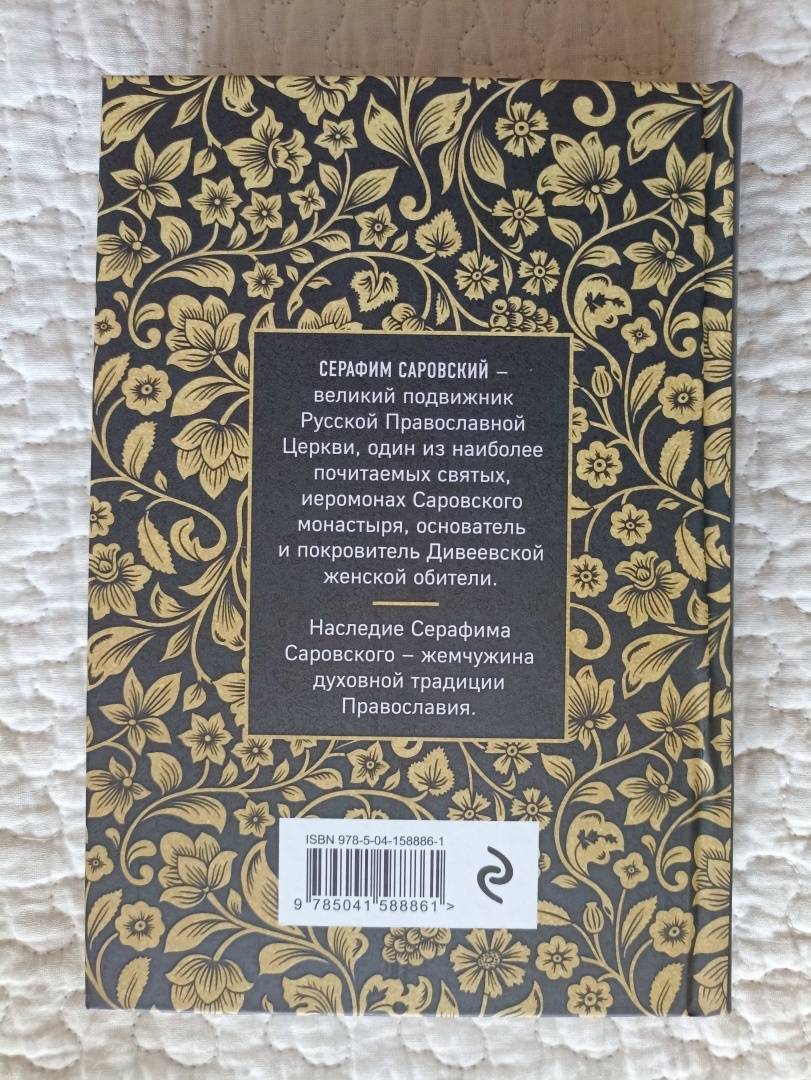 СЕРАФИМ САРОВСКИЙ –
великий подвижник
Русской Православной
Церкви, один из наиболее
почитаемых святых,
иеромонах Саровского
монастыря, основатель
и покровитель Дивеевской
женской обители.
Наследие Серафима
Саровского – жемчужина
духовной традиции
Православия.
ISBN 978-5-04-158886-1
9 785041 588861 >